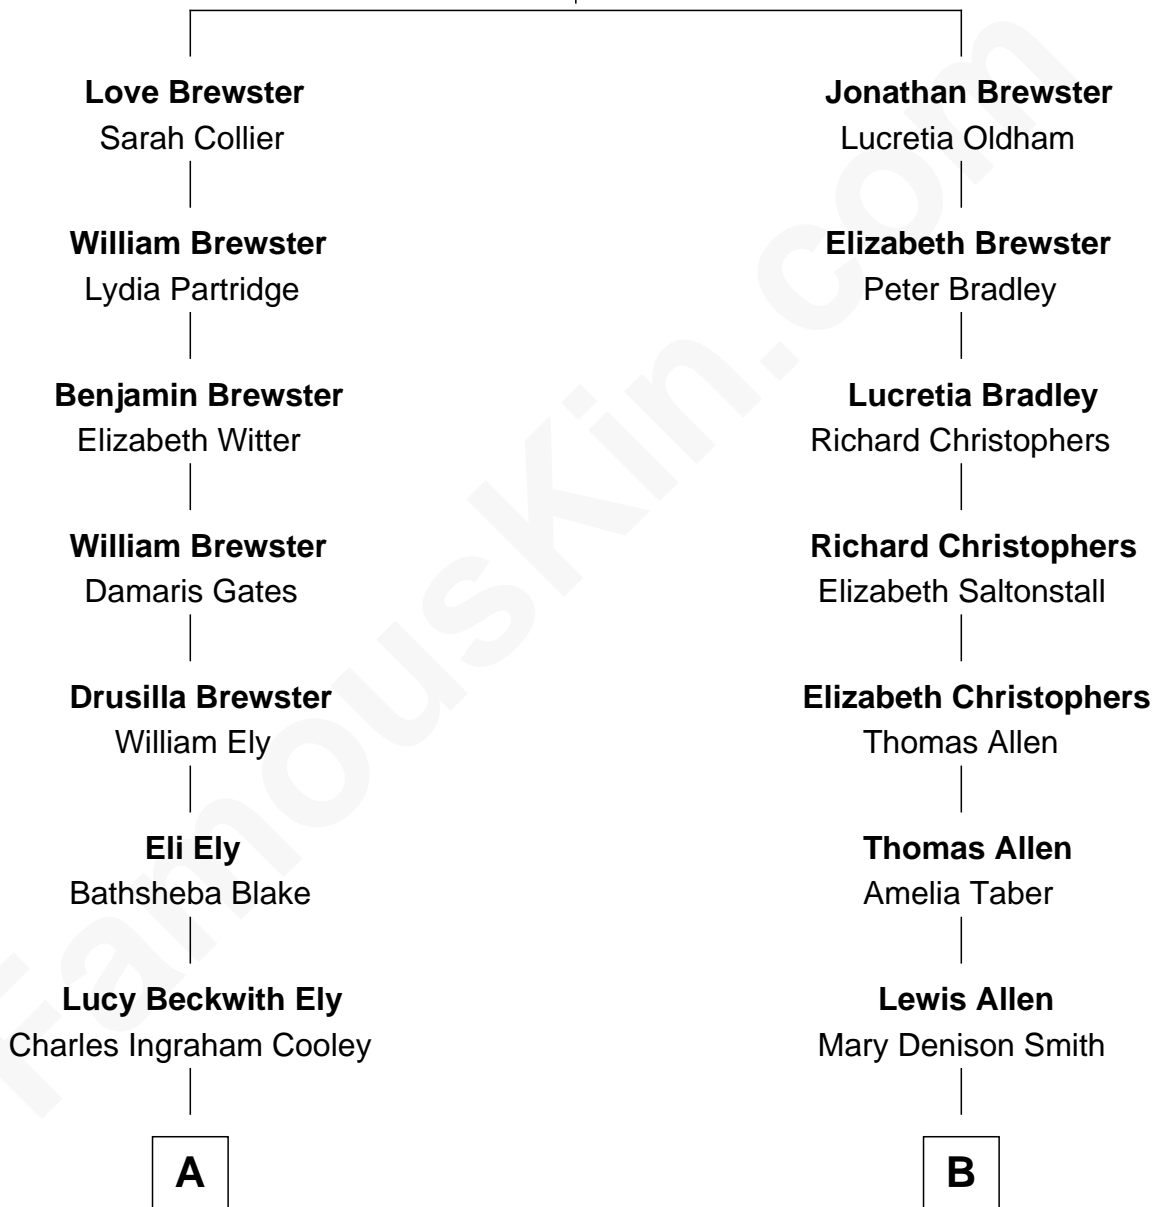 Love Brewster
Sarah Collier
Jonathan Brewster
Lucretia Oldham
William Brewster
Lydia Partridge
Elizabeth Brewster
Peter Bradley
Benjamin Brewster
Elizabeth Witter
Lucretia Bradley
Richard Christophers
William Brewster
Damaris Gates
Richard Christophers
Elizabeth Saltonstall
Drusilla Brewster
William Ely
Elizabeth Christophers
Thomas Allen
Eli Ely
Bathsheba Blake
Thomas Allen
Amelia Taber
Lucy Beckwith Ely
Charles Ingraham Cooley
Lewis Allen
Mary Denison Smith
A
B
FamousKin.com